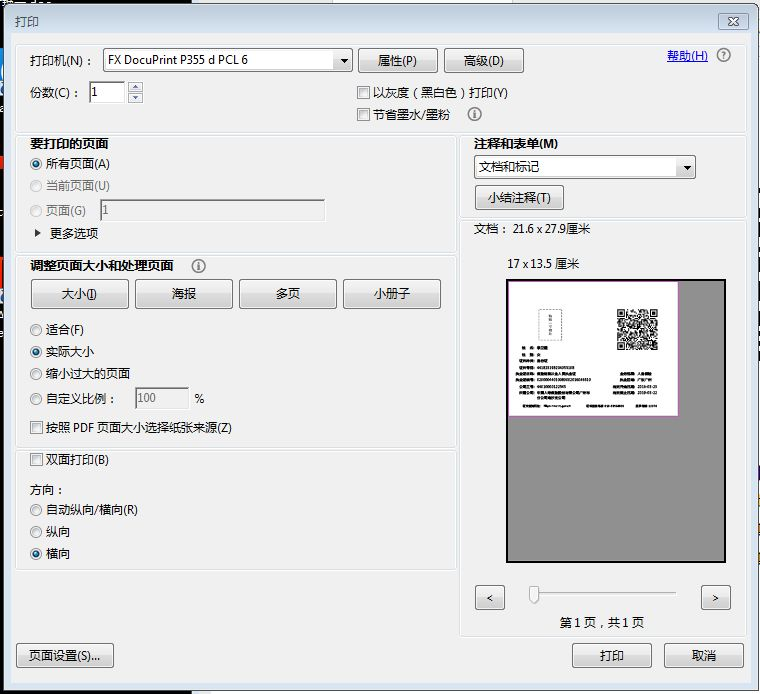 打印
打印机(N)： FX DocuPrint P355 d PCL 6 属性(P) 高级(D) 帮助(H) ?
份数(C)： 1 以灰度（黑白色）打印(Y)
节省墨水/墨粉
要打印的页面
所有页面(A)
当前页面(U)
页面(G) 1
更多选项
调整页面大小和处理页面
大小(I) 海报 多页 小册子
适合(F)
实际大小
缩小过大的页面
自定义比例： 100 %
按照 PDF 页面大小选择纸张来源(Z)
双面打印(B)
方向：
自动纵向/横向(R)
纵向
横向
注释和表单(M)
文档和标记
小结注释(T)
文档： 21.6 x 27.9厘米
17 x 13.5 厘米
< >
第 1 页，共 1 页
页面设置(S)... 打印 取消